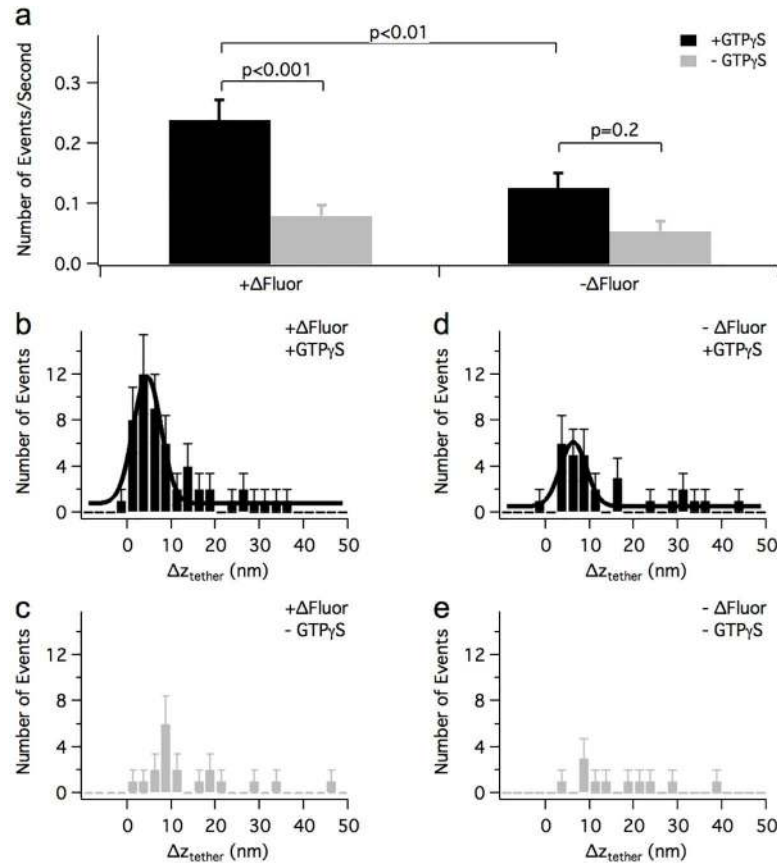 a
p<0.01
+GTPγS
- GTPγS
p<0.001
p=0.2
Number of Events/Second
0.3
0.2
0.1
0.0
+ΔFluor
-ΔFluor
b
+ΔFluor
+GTPγS
Number of Events
12
8
4
0
0 10 20 30 40 50
Δz_tether (nm)
d
- ΔFluor
+GTPγS
Number of Events
12
8
4
0
0 10 20 30 40 50
Δz_tether (nm)
c
+ΔFluor
- GTPγS
Number of Events
12
8
4
0
0 10 20 30 40 50
Δz_tether (nm)
e
- ΔFluor
- GTPγS
Number of Events
12
8
4
0
0 10 20 30 40 50
Δz_tether (nm)